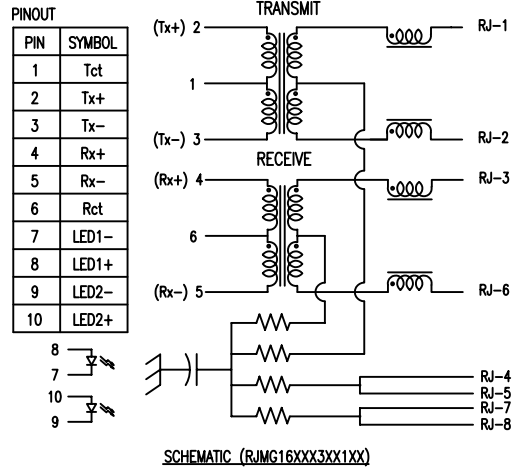 PINOUT
PIN SYMBOL
1 Tct
2 Tx+
3 Tx-
4 Rx+
5 Rx-
6 Rct
7 LED1-
8 LED1+
9 LED2-
10 LED2+
TRANSMIT
(Tx+) 2
RJ-1
1
(Tx-) 3
RJ-2
RECEIVE
(Rx+) 4
RJ-3
6
(Rx-) 5
RJ-6
8
7
10
9
RJ-4
RJ-5
RJ-7
RJ-8
SCHEMATIC (RJMG16XXX3XX1XX)